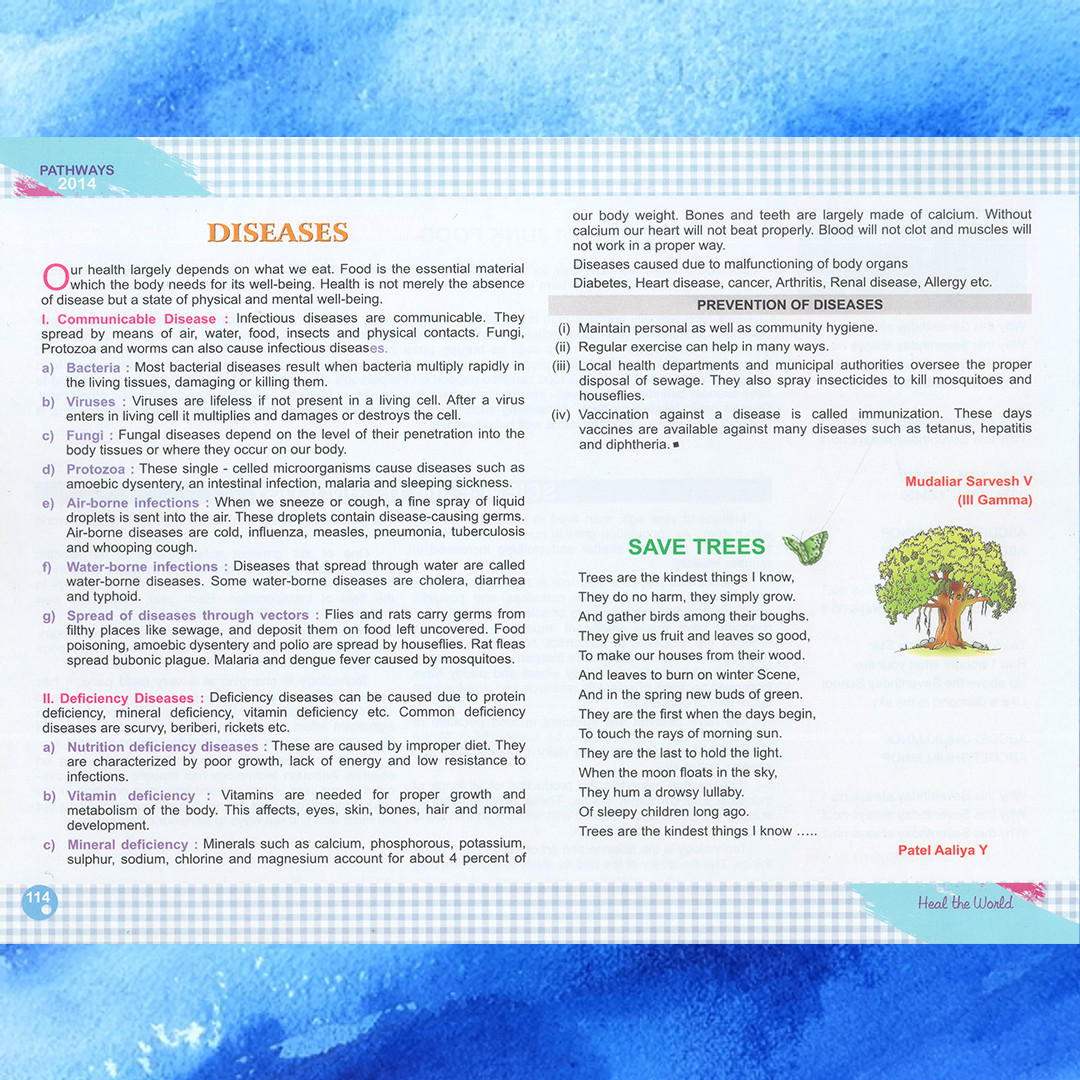 PATHWAYS
2014
DISEASES
Our health largely depends on what we eat. Food is the essential material
which the body needs for its well-being. Health is not merely the absence
of disease but a state of physical and mental well-being.
I. Communicable Disease : Infectious diseases are communicable. They
spread by means of air, water, food, insects and physical contacts. Fungi,
Protozoa and worms can also cause infectious diseases.
a) Bacteria : Most bacterial diseases result when bacteria multiply rapidly in
the living tissues, damaging or killing them.
b) Viruses : Viruses are lifeless if not present in a living cell. After a virus
enters in living cell it multiplies and damages or destroys the cell.
c) Fungi : Fungal diseases depend on the level of their penetration into the
body tissues or where they occur on our body.
d) Protozoa : These single - celled microorganisms cause diseases such as
amoebic dysentery, an intestinal infection, malaria and sleeping sickness.
e) Air-borne infections : When we sneeze or cough, a fine spray of liquid
droplets is sent into the air. These droplets contain disease-causing germs.
Air-borne diseases are cold, influenza, measles, pneumonia, tuberculosis
and whooping cough.
f) Water-borne infections : Diseases that spread through water are called
water-borne diseases. Some water-borne diseases are cholera, diarrhea
and typhoid.
g) Spread of diseases through vectors : Flies and rats carry germs from
filthy places like sewage, and deposit them on food left uncovered. Food
poisoning, amoebic dysentery and polio are spread by houseflies. Rat fleas
spread bubonic plague. Malaria and dengue fever caused by mosquitoes.
II. Deficiency Diseases : Deficiency diseases can be caused due to protein
deficiency, mineral deficiency, vitamin deficiency etc. Common deficiency
diseases are scurvy, beriberi, rickets etc.
a) Nutrition deficiency diseases : These are caused by improper diet. They
are characterized by poor growth, lack of energy and low resistance to
infections.
b) Vitamin deficiency : Vitamins are needed for proper growth and
metabolism of the body. This affects, eyes, skin, bones, hair and normal
development.
c) Mineral deficiency : Minerals such as calcium, phosphorous, potassium,
sulphur, sodium, chlorine and magnesium account for about 4 percent of
our body weight. Bones and teeth are largely made of calcium. Without
calcium our heart will not beat properly. Blood will not clot and muscles will
not work in a proper way.
Diseases caused due to malfunctioning of body organs
Diabetes, Heart disease, cancer, Arthritis, Renal disease, Allergy etc.
PREVENTION OF DISEASES
(i) Maintain personal as well as community hygiene.
(ii) Regular exercise can help in many ways.
(iii) Local health departments and municipal authorities oversee the proper
disposal of sewage. They also spray insecticides to kill mosquitoes and
houseflies.
(iv) Vaccination against a disease is called immunization. These days
vaccines are available against many diseases such as tetanus, hepatitis
and diphtheria.
Mudaliar Sarvesh V
(III Gamma)
SAVE TREES
Trees are the kindest things I know,
They do no harm, they simply grow.
And gather birds among their boughs.
They give us fruit and leaves so good,
To make our houses from their wood.
And leaves to burn on winter Scene,
And in the spring new buds of green.
They are the first when the days begin,
To touch the rays of morning sun.
They are the last to hold the light.
When the moon floats in the sky,
They hum a drowsy lullaby.
Of sleepy children long ago.
Trees are the kindest things I know …..
Patel Aaliya Y
114
Heal the World